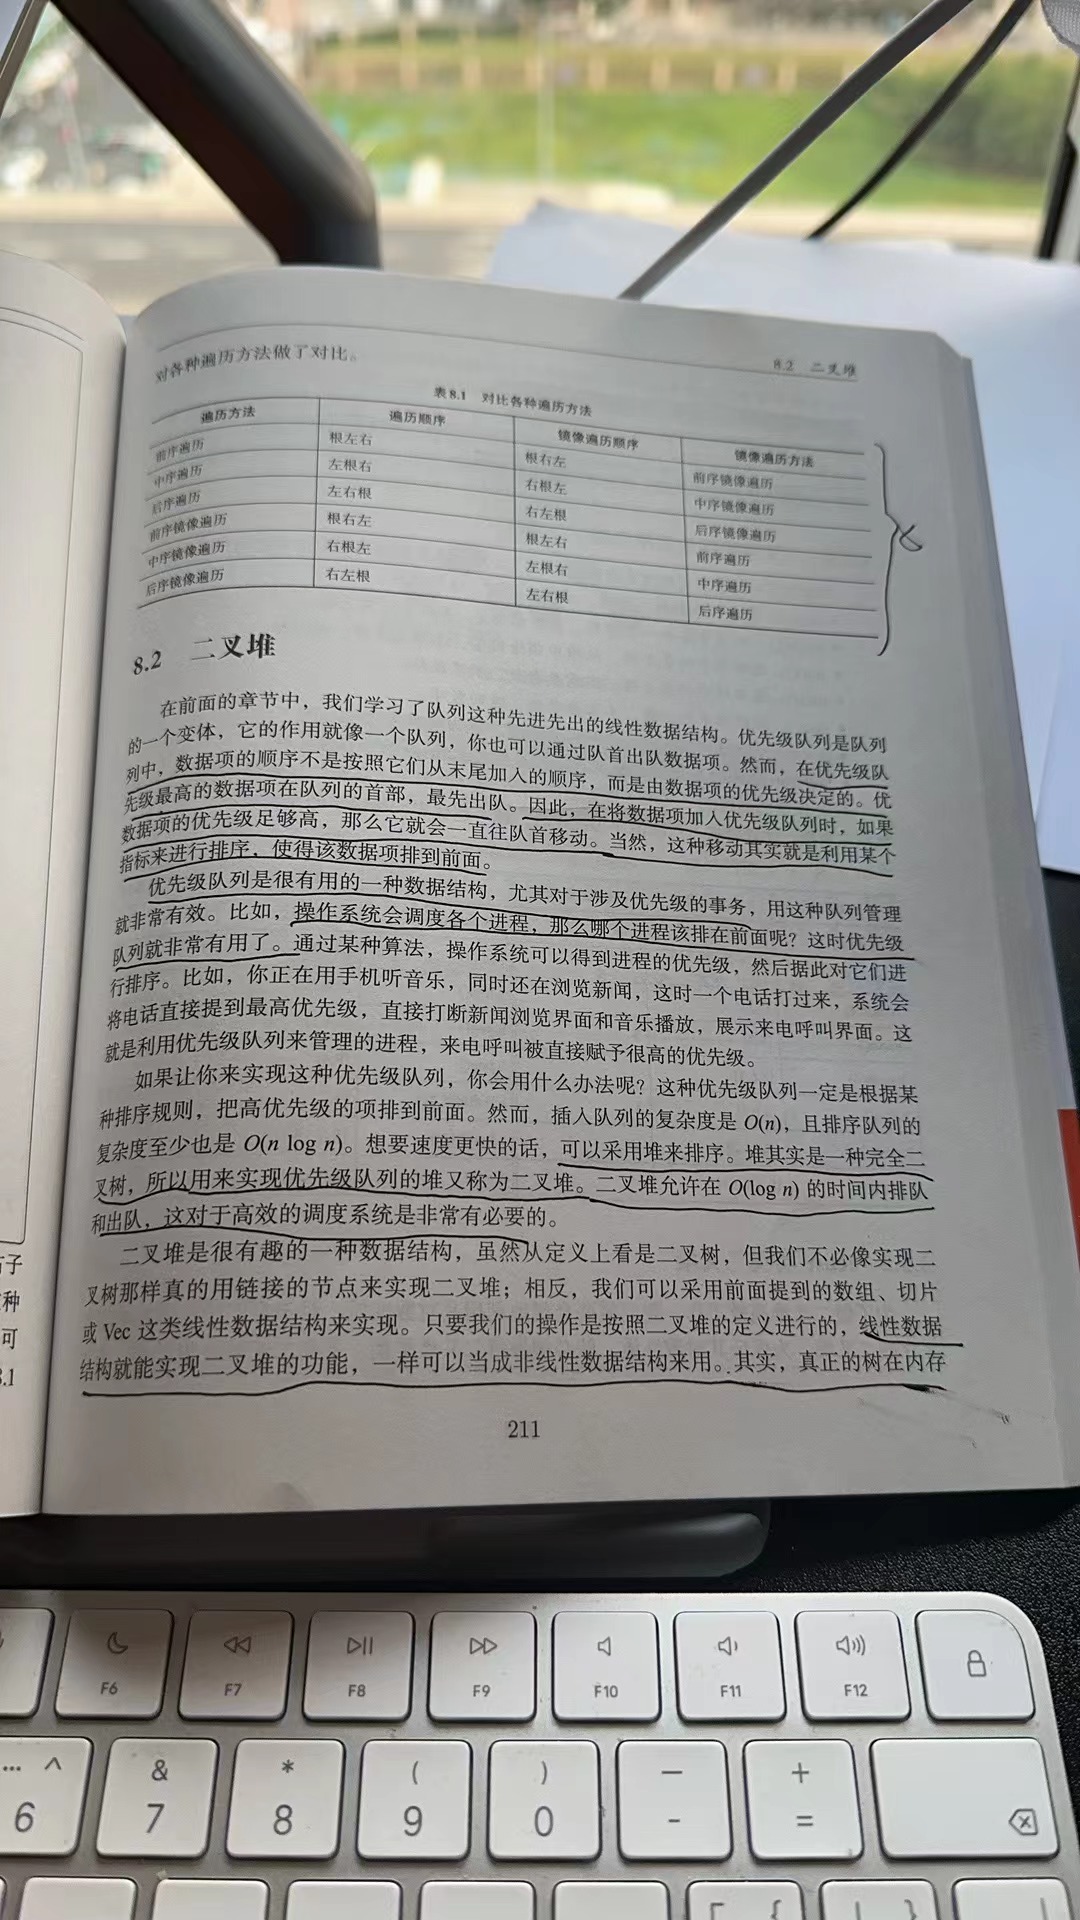 8.2 二叉堆
对各种遍历方法做了对比。
表8.1 对比各种遍历方法
遍历方法 遍历顺序 镜像遍历顺序 镜像遍历方法
前序遍历 根左右 根右左 前序镜像遍历
中序遍历 左根右 右根左 中序镜像遍历
后序遍历 左右根 右左根 后序镜像遍历
前序镜像遍历 根右左 根左右 前序遍历
中序镜像遍历 右根左 左根右 中序遍历
后序镜像遍历 右左根 左右根 后序遍历
8.2 二叉堆
在前面的章节中，我们学习了队列这种先进先出的线性数据结构。优先级队列是队列
的一个变体，它的作用就像一个队列，你也可以通过队首出队数据项。然而，在优先级队
列中，数据项的顺序不是按照它们从末尾加入的顺序，而是由数据项的优先级决定的。优
先级最高的数据项在队列的首部，最先出队。因此，在将数据项加入优先级队列时，如果
数据项的优先级足够高，那么它就会一直往队首移动。当然，这种移动其实就是利用某个
指标来进行排序，使得该数据项排到前面。
优先级队列是很有用的一种数据结构，尤其对于涉及优先级的事务，用这种队列管理
就非常有效。比如，操作系统会调度各个进程，那么哪个进程该排在前面呢？这时优先级
队列就非常有用了。通过某种算法，操作系统可以得到进程的优先级，然后据此对它们进
行排序。比如，你正在用手机听音乐，同时还在浏览新闻，这时一个电话打过来，系统会
将电话直接提到最高优先级，直接打断新闻浏览界面和音乐播放，展示来电呼叫界面。这
就是利用优先级队列来管理的进程，来电呼叫被直接赋予很高的优先级。
如果让你来实现这种优先级队列，你会用什么办法呢？这种优先级队列一定是根据某
种排序规则，把高优先级的项排到前面。然而，插入队列的复杂度是 O(n)，且排序队列的
复杂度至少也是 O(n log n)。想要速度更快的话，可以采用堆来排序。堆其实是一种完全二
叉树，所以用来实现优先级队列的堆又称为二叉堆。二叉堆允许在 O(log n) 的时间内排队
和出队，这对于高效的调度系统是非常有必要的。
二叉堆是很有趣的一种数据结构，虽然从定义上看是二叉树，但我们不必像实现二
叉树那样真的用链接的节点来实现二叉堆；相反，我们可以采用前面提到的数组、切片
或 Vec 这类线性数据结构来实现。只要我们的操作是按照二叉堆的定义进行的，线性数据
结构就能实现二叉堆的功能，一样可以当成非线性数据结构来用。其实，真正的树在内存
211
子
种
可
.1
F6 F7 F8 F9 F10 F11 F12
... ^ & * ( ) — +
6 7 8 9 0 - =
[ { } |